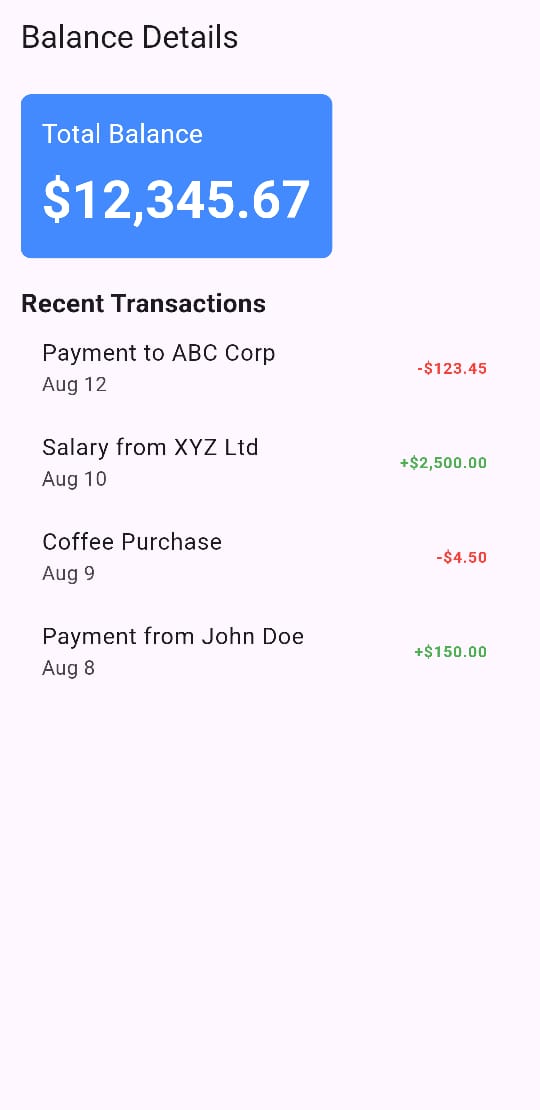 Balance Details
Total Balance
$12,345.67
Recent Transactions
Payment to ABC Corp
Aug 12
-$123.45
Salary from XYZ Ltd
Aug 10
+$2,500.00
Coffee Purchase
Aug 9
-$4.50
Payment from John Doe
Aug 8
+$150.00